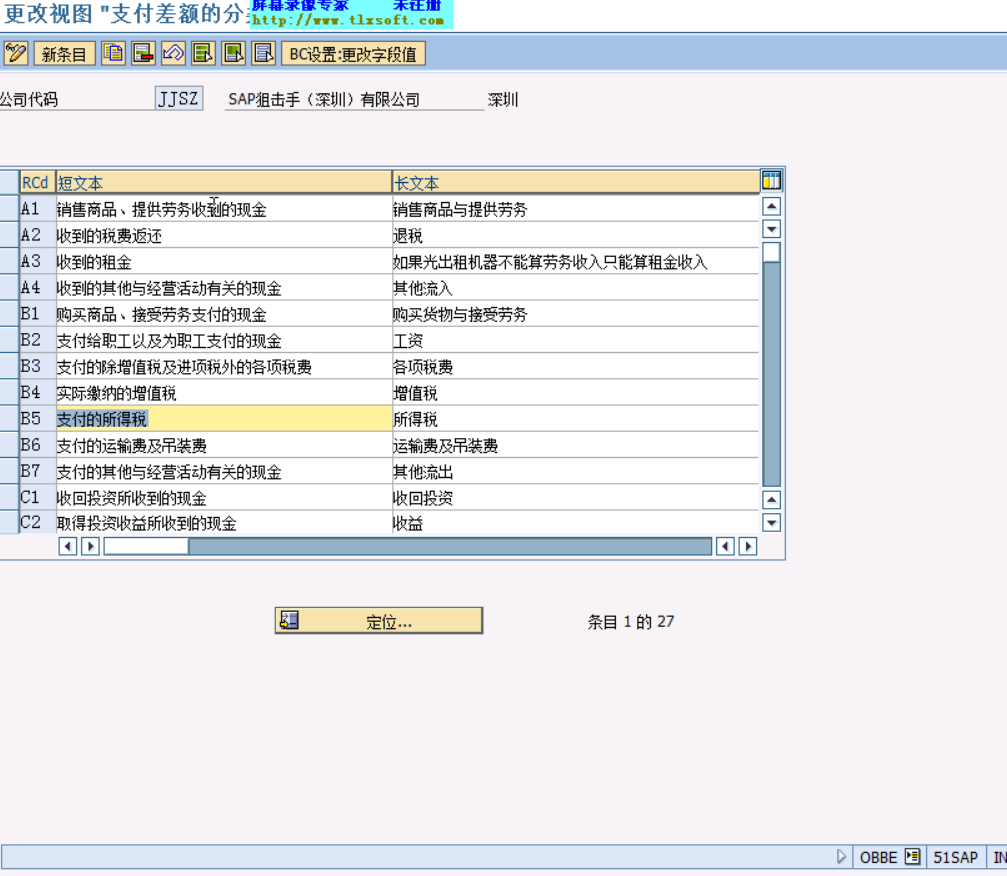 更改视图 "支付差额的分
屏幕录像专家 未注册
http://www.tlxsoft.com
新条目 BC设置:更改字段值
公司代码 JJSZ SAP狙击手（深圳）有限公司 深圳
RCd 短文本 长文本
A1 销售商品、提供劳务收到的现金 销售商品与提供劳务
A2 收到的税费返还 退税
A3 收到的租金 如果光出租机器不能算劳务收入只能算租金收入
A4 收到的其他与经营活动有关的现金 其他流入
B1 购买商品、接受劳务支付的现金 购买货物与接受劳务
B2 支付给职工以及为职工支付的现金 工资
B3 支付的除增值税及进项税外的各项税费 各项税费
B4 实际缴纳的增值税 增值税
B5 支付的所得税 所得税
B6 支付的运输费及吊装费 运输费及吊装费
B7 支付的其他与经营活动有关的现金 其他流出
C1 收回投资所收到的现金 收回投资
C2 取得投资收益所收到的现金 收益
定位... 条目 1 的 27
OBBE 51SAP IN